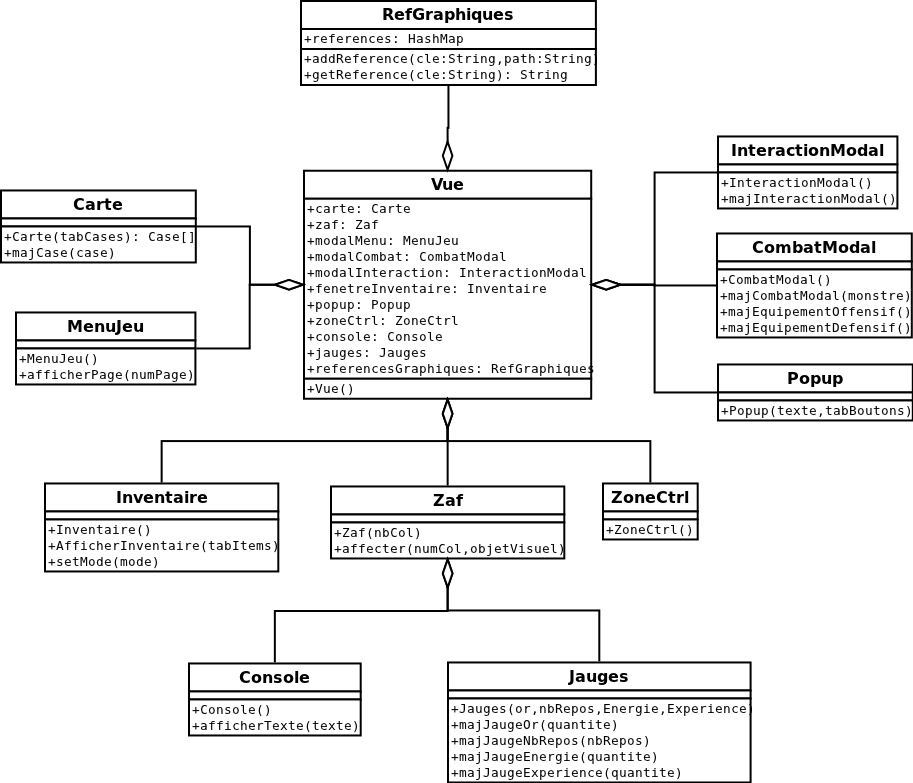 RefGraphiques
+references: HashMap
+addReference(cle:String,path:String)
+getReference(cle:String): String
Vue
+carte: Carte
+zaf: Zaf
+modalMenu: MenuJeu
+modalCombat: CombatModal
+modalInteraction: InteractionModal
+fenetreInventaire: Inventaire
+popup: Popup
+zoneCtrl: ZoneCtrl
+console: Console
+jauges: Jauges
+referencesGraphiques: RefGraphiques
+Vue()
Carte
+Carte(tabCases): Case[]
+majCase(case)
MenuJeu
+MenuJeu()
+afficherPage(numPage)
InteractionModal
+InteractionModal()
+majInteractionModal()
CombatModal
+CombatModal()
+majCombatModal(monstre)
+majEquipementOffensif()
+majEquipementDefensif()
Popup
+Popup(texte,tabBoutons)
Inventaire
+Inventaire()
+AfficherInventaire(tabItems)
+setMode(mode)
Zaf
+Zaf(nbCol)
+affecter(numCol,objetVisuel)
ZoneCtrl
+ZoneCtrl()
Console
+Console()
+afficherTexte(texte)
Jauges
+Jauges(or,nbRepos,Energie,Experience)
+majJaugeOr(quantite)
+majJaugeNbRepos(nbRepos)
+majJaugeEnergie(quantite)
+majJaugeExperience(quantite)